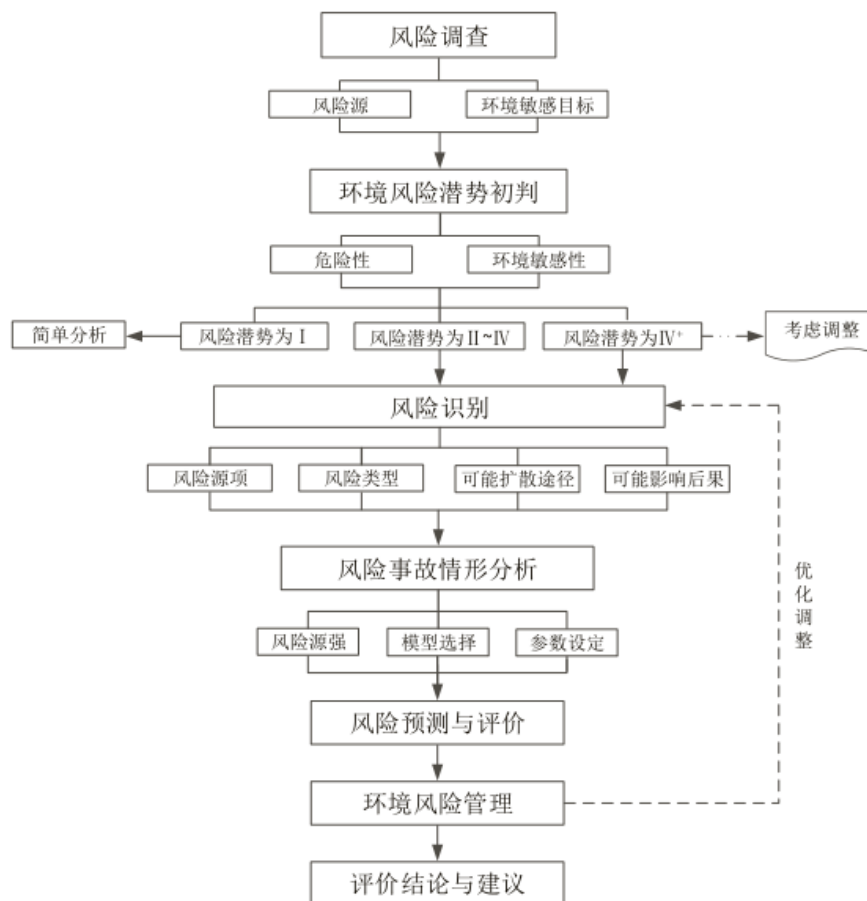 风险调查
风险源
环境敏感目标
环境风险潜势初判
危险性
环境敏感性
简单分析
风险潜势为Ⅰ
风险潜势为Ⅱ~Ⅳ
风险潜势为Ⅳ⁺
考虑调整
风险识别
风险源项
风险类型
可能扩散途径
可能影响后果
风险事故情形分析
优化调整
风险源强
模型选择
参数设定
风险预测与评价
环境风险管理
评价结论与建议